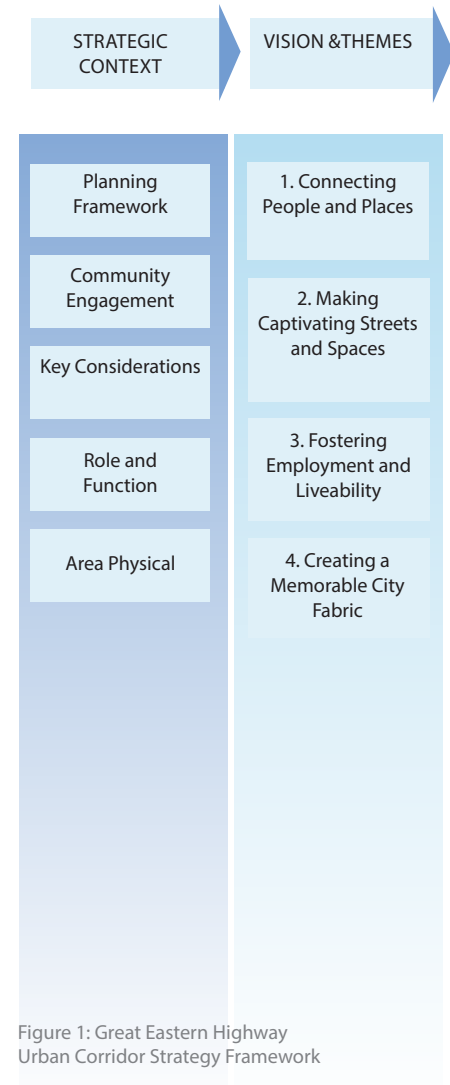 STRATEGIC
CONTEXT
VISION &THEMES
Planning
Framework
Community
Engagement
Key Considerations
Role and
Function
Area Physical
1. Connecting
People and Places
2. Making
Captivating Streets
and Spaces
3. Fostering
Employment and
Liveability
4. Creating a
Memorable City
Fabric
Figure 1: Great Eastern Highway
Urban Corridor Strategy Framework